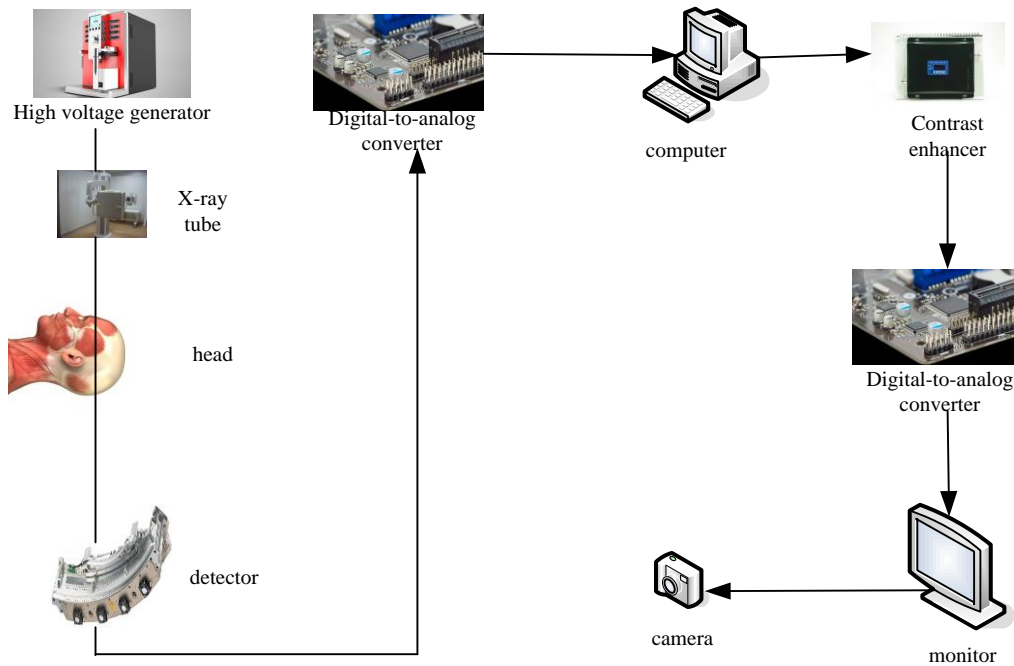 High voltage generator
X-ray
tube
head
detector
Digital-to-analog
converter
computer
Contrast
enhancer
Digital-to-analog
converter
monitor
camera